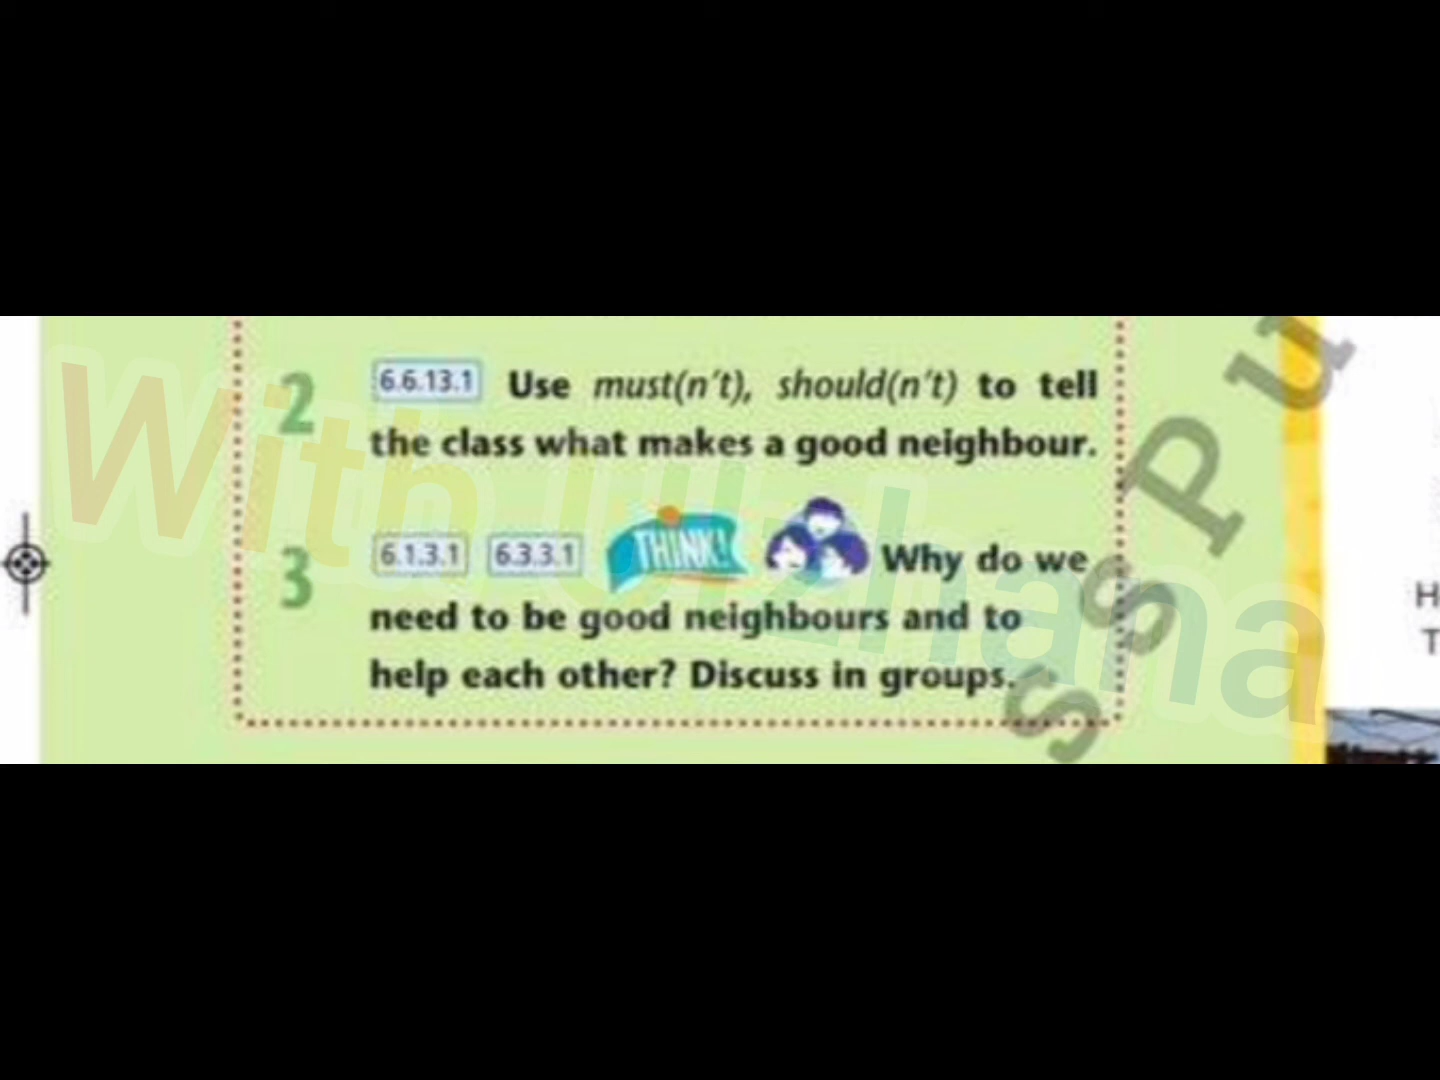 2 6.6.13.1 Use must(n't), should(n't) to tell
the class what makes a good neighbour.
3 6.1.3.1 6.3.3.1 THINK! Why do we
need to be good neighbours and to
help each other? Discuss in groups.
With Ulzhana
s s P u
H
T